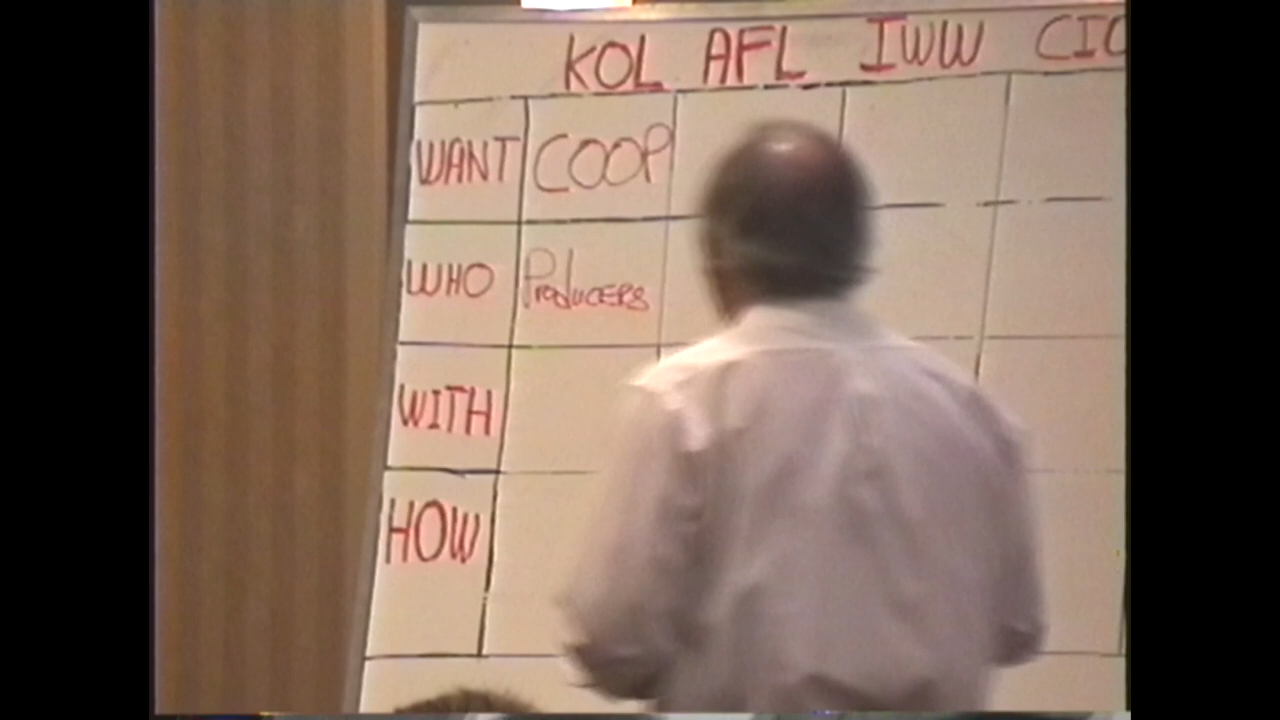 KOL AFL IWW CIO
WANT COOP
WHO ProducERS
WITH
HOW